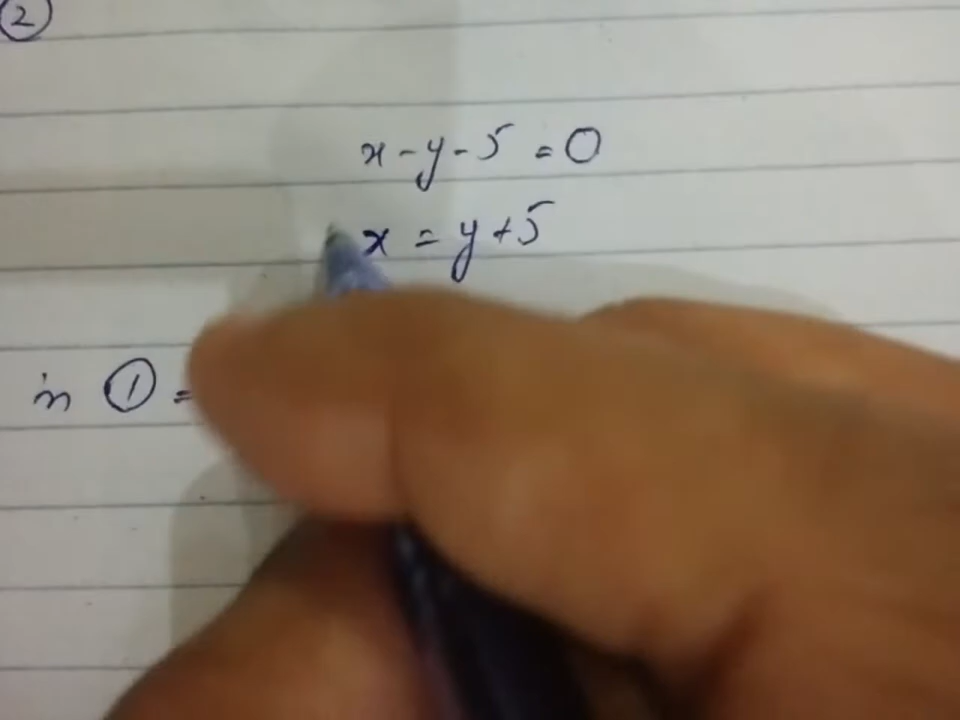 ②
x - y - 5 = 0
x = y + 5
in ① =